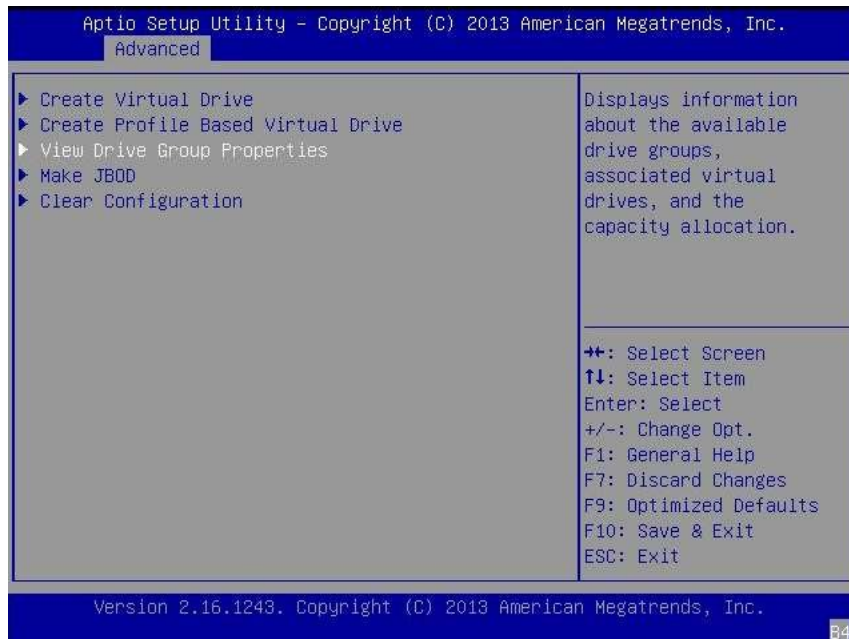 Aptio Setup Utility – Copyright (C) 2013 American Megatrends, Inc.
Advanced
▶ Create Virtual Drive
▶ Create Profile Based Virtual Drive
▶ View Drive Group Properties
▶ Make JBOD
▶ Clear Configuration
Displays information
about the available
drive groups,
associated virtual
drives, and the
capacity allocation.
→←: Select Screen
↑↓: Select Item
Enter: Select
+/-: Change Opt.
F1: General Help
F7: Discard Changes
F9: Optimized Defaults
F10: Save & Exit
ESC: Exit
Version 2.16.1243. Copyright (C) 2013 American Megatrends, Inc.
B4